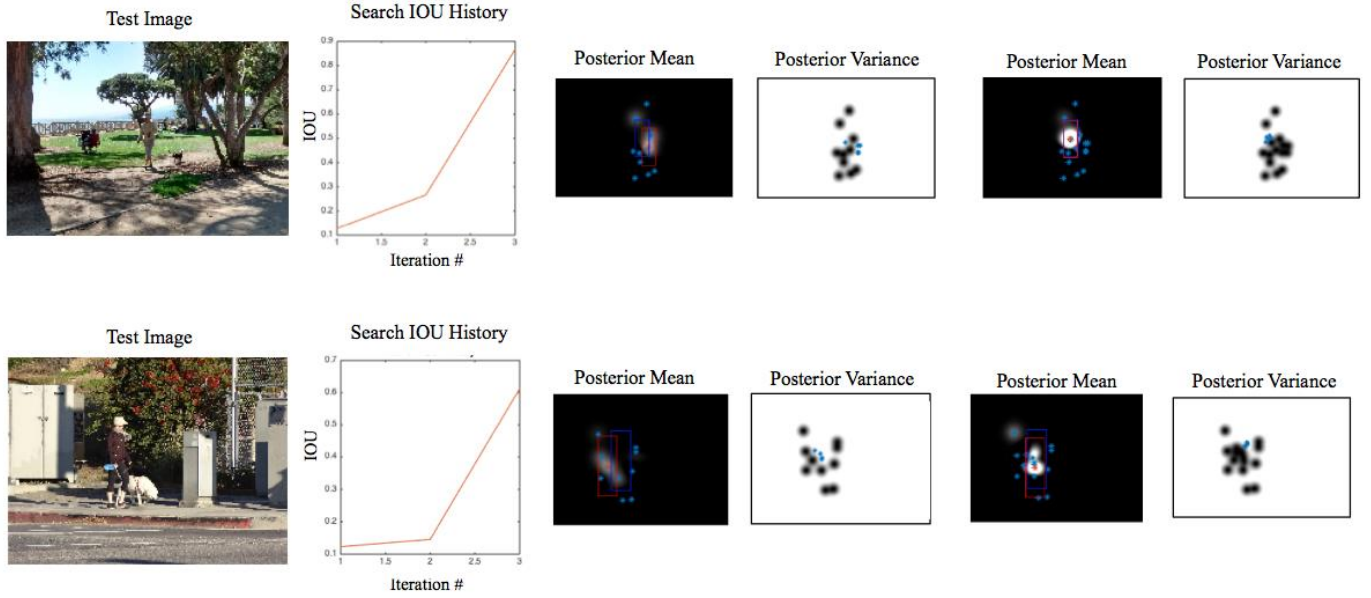 Test Image
Search IOU History
Posterior Mean
Posterior Variance
Posterior Mean
Posterior Variance
0.9
0.8
0.7
0.6
0.5
0.4
0.3
0.2
0.1
IOU
1 1.5 2 2.5 3
Iteration #
Test Image
Search IOU History
Posterior Mean
Posterior Variance
Posterior Mean
Posterior Variance
0.7
0.6
0.5
0.4
0.3
0.2
0.1
IOU
1 1.5 2 2.5 3
Iteration #